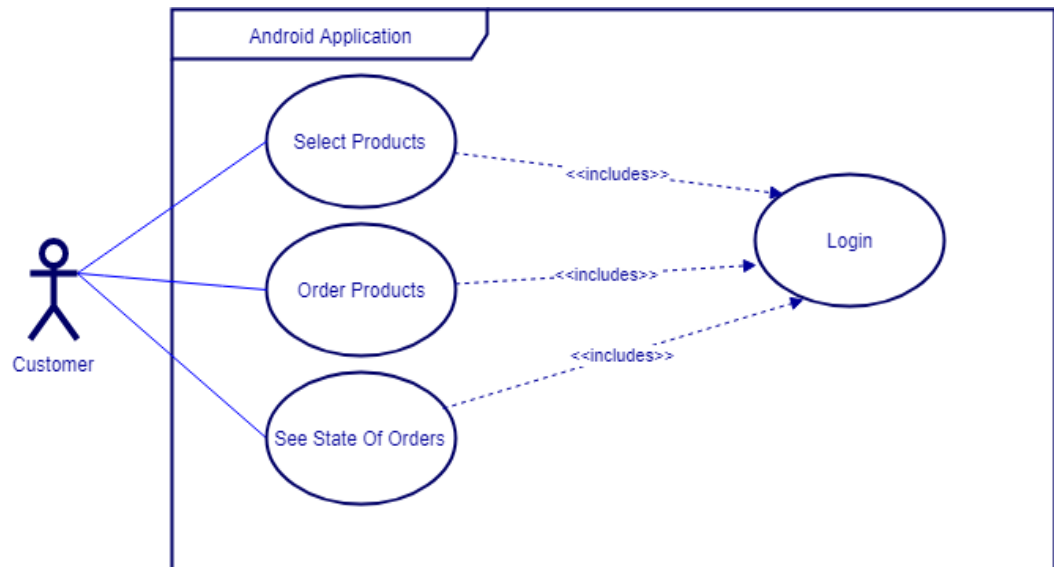 Android Application
Select Products
<<includes>>
Login
Order Products
<<includes>>
Customer
<<includes>>
See State Of Orders